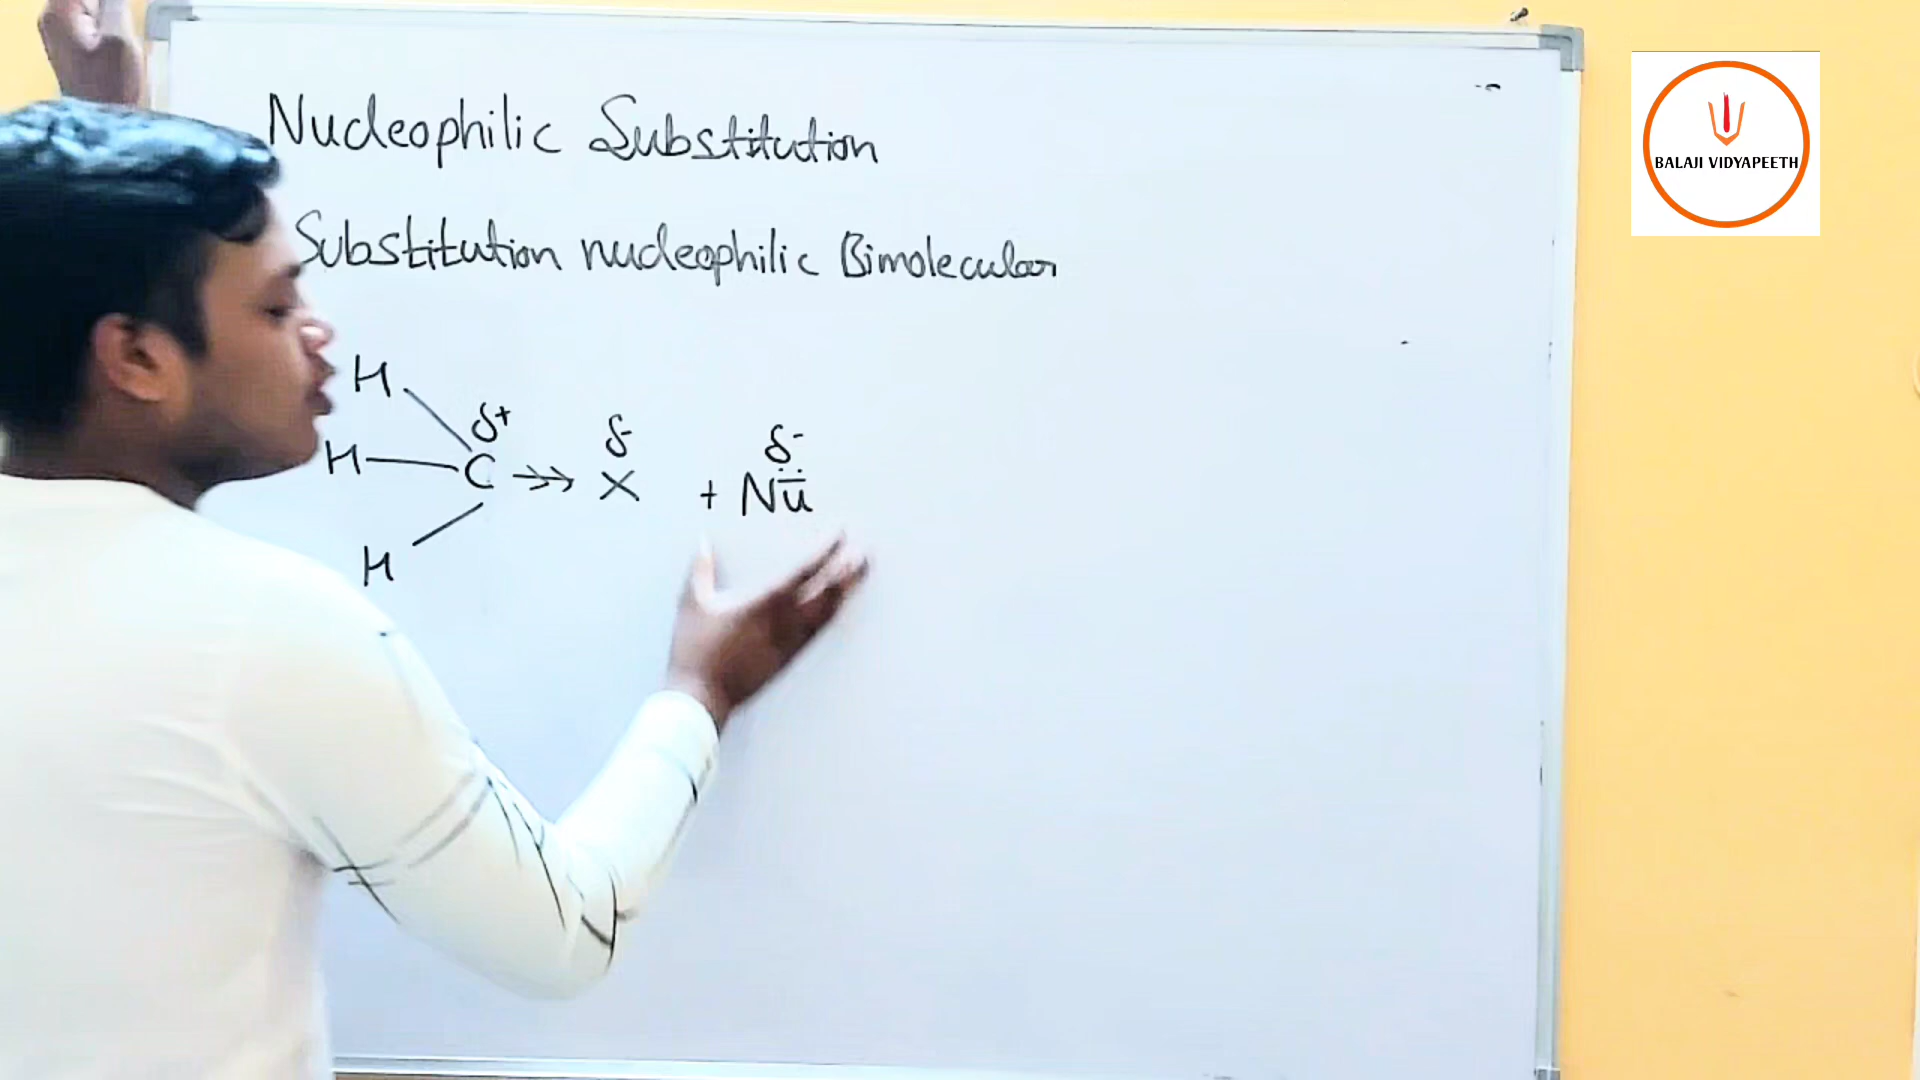 Nucleophilic Substitution
BALAJI VIDYAPEETH
Substitution nucleophilic Bimolecular
H
δ+ δ- δ-
H C X + Nu
H